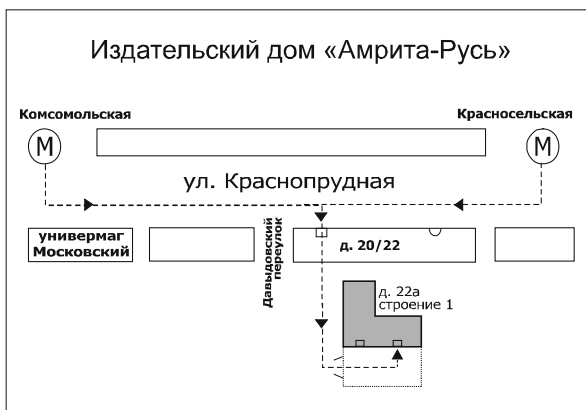 Издательский дом «Амрита-Русь»
Комсомольская
Красносельская
М
М
ул. Краснопрудная
универмаг
Московский
Давыдовский
переулок
д. 20/22
д. 22а
строение 1